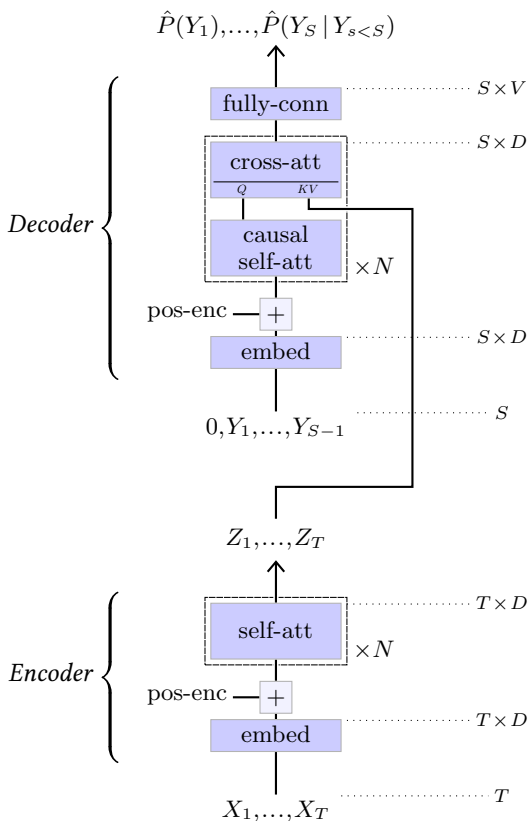 P̂(Y₁),...,P̂(Y_S | Y_{s<S})
S × V
fully-conn
S × D
cross-att
Q KV
Decoder
causal
self-att
× N
pos-enc +
S × D
embed
0,Y₁,...,Y_{S−1}
S
Z₁,...,Z_T
T × D
self-att
× N
Encoder
pos-enc +
T × D
embed
T
X₁,...,X_T